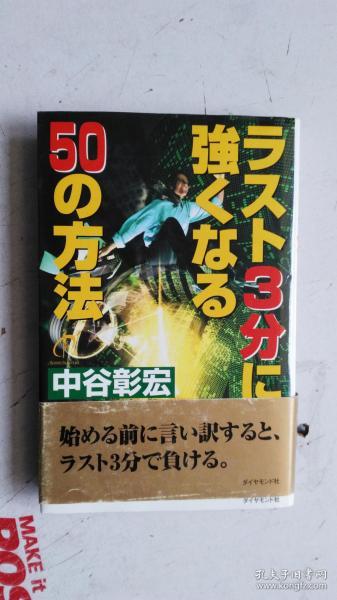 ラスト3分に
強くなる
50の方法
中谷彰宏
始める前に言い訳すると、
ラスト3分で負ける。
ダイヤモンド社
ダイヤモンド社
MAKE it
POS
孔夫子旧书网
kongfz.com